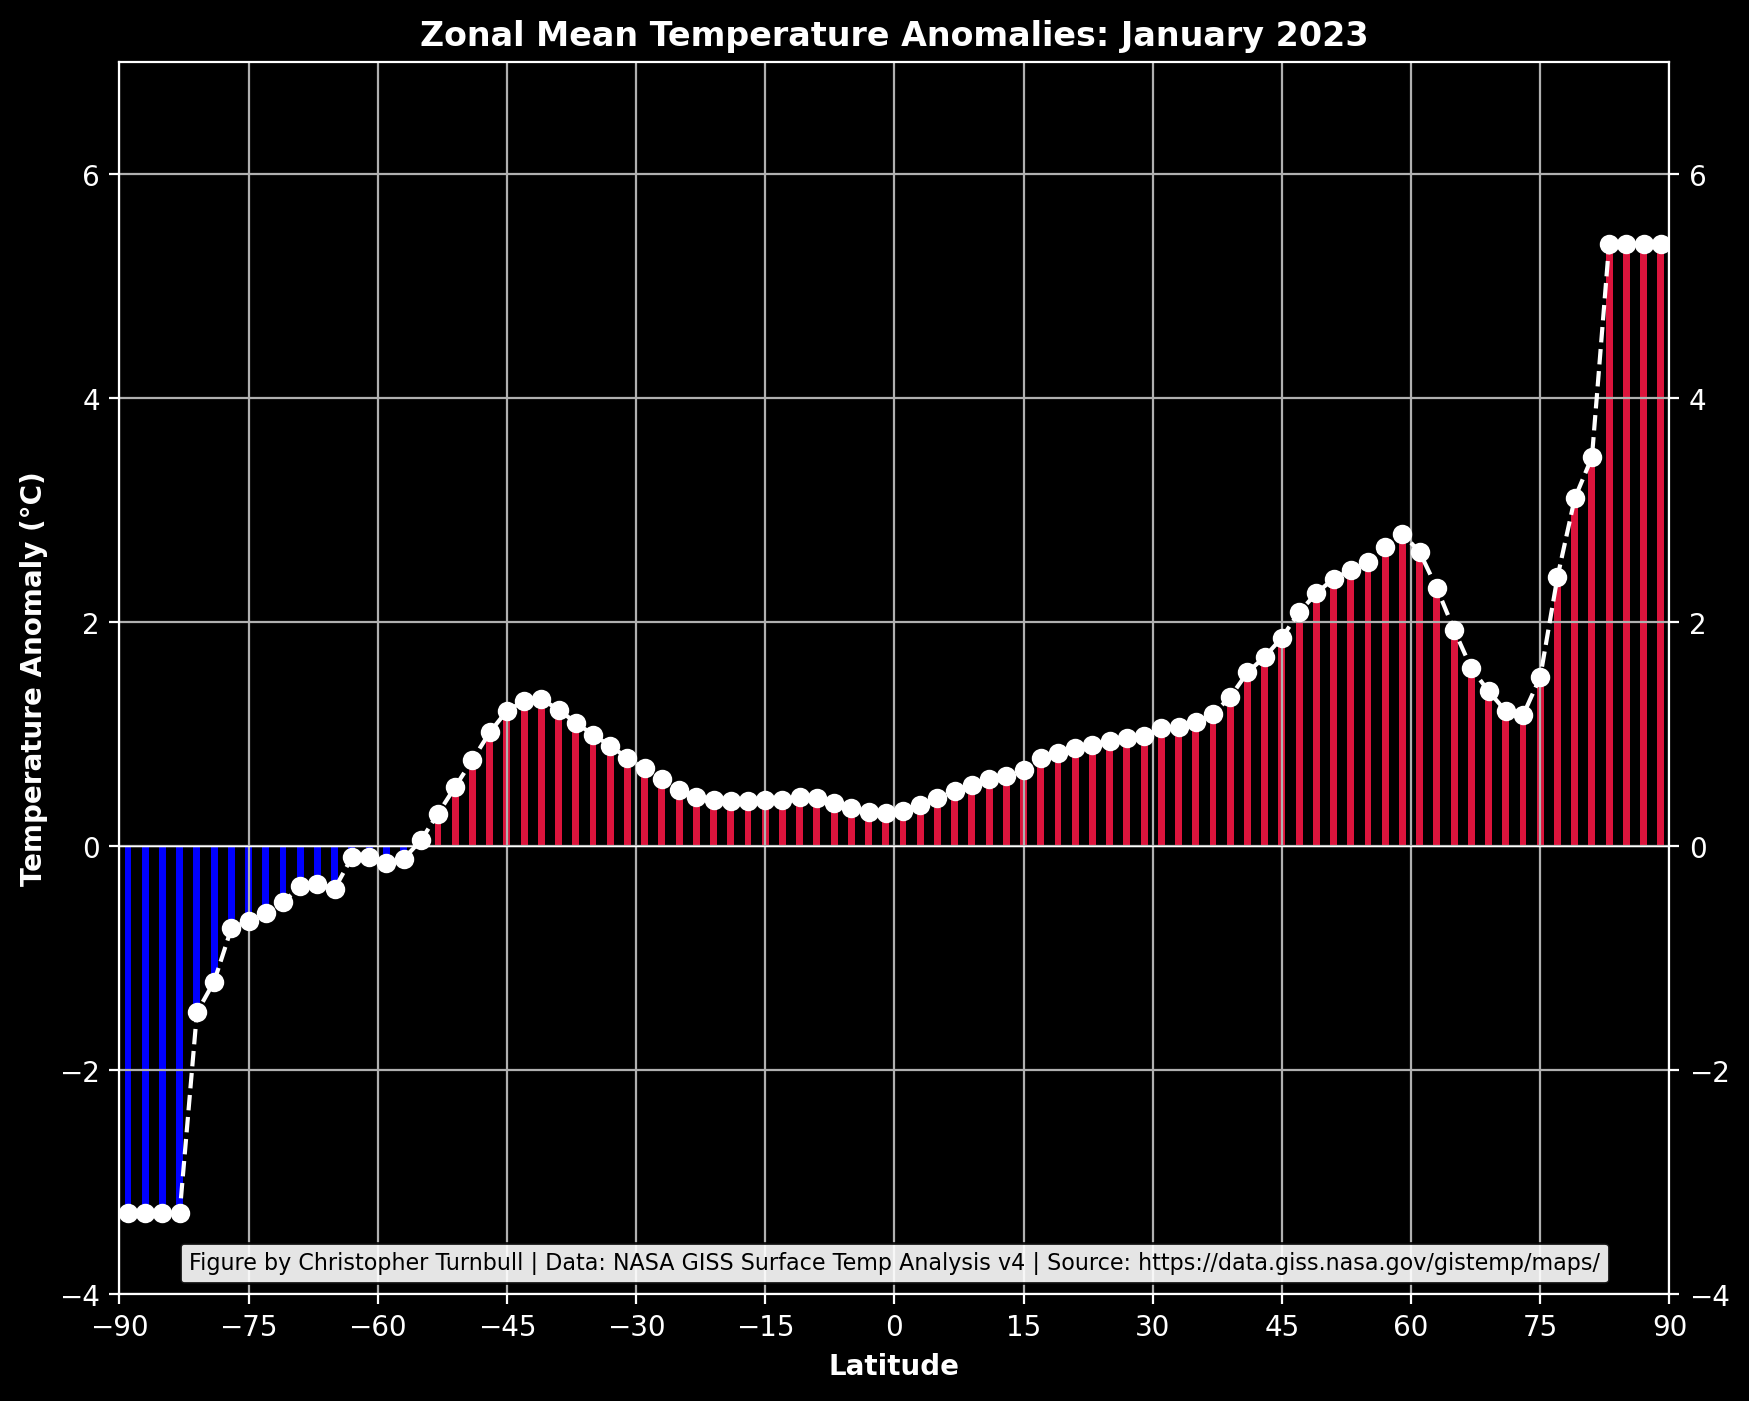 Zonal Mean Temperature Anomalies: January 2023
6
4
2
0
−2
−4
6
4
2
0
−2
−4
Temperature Anomaly (°C)
Figure by Christopher Turnbull | Data: NASA GISS Surface Temp Analysis v4 | Source: https://data.giss.nasa.gov/gistemp/maps/
−90 −75 −60 −45 −30 −15 0 15 30 45 60 75 90
Latitude